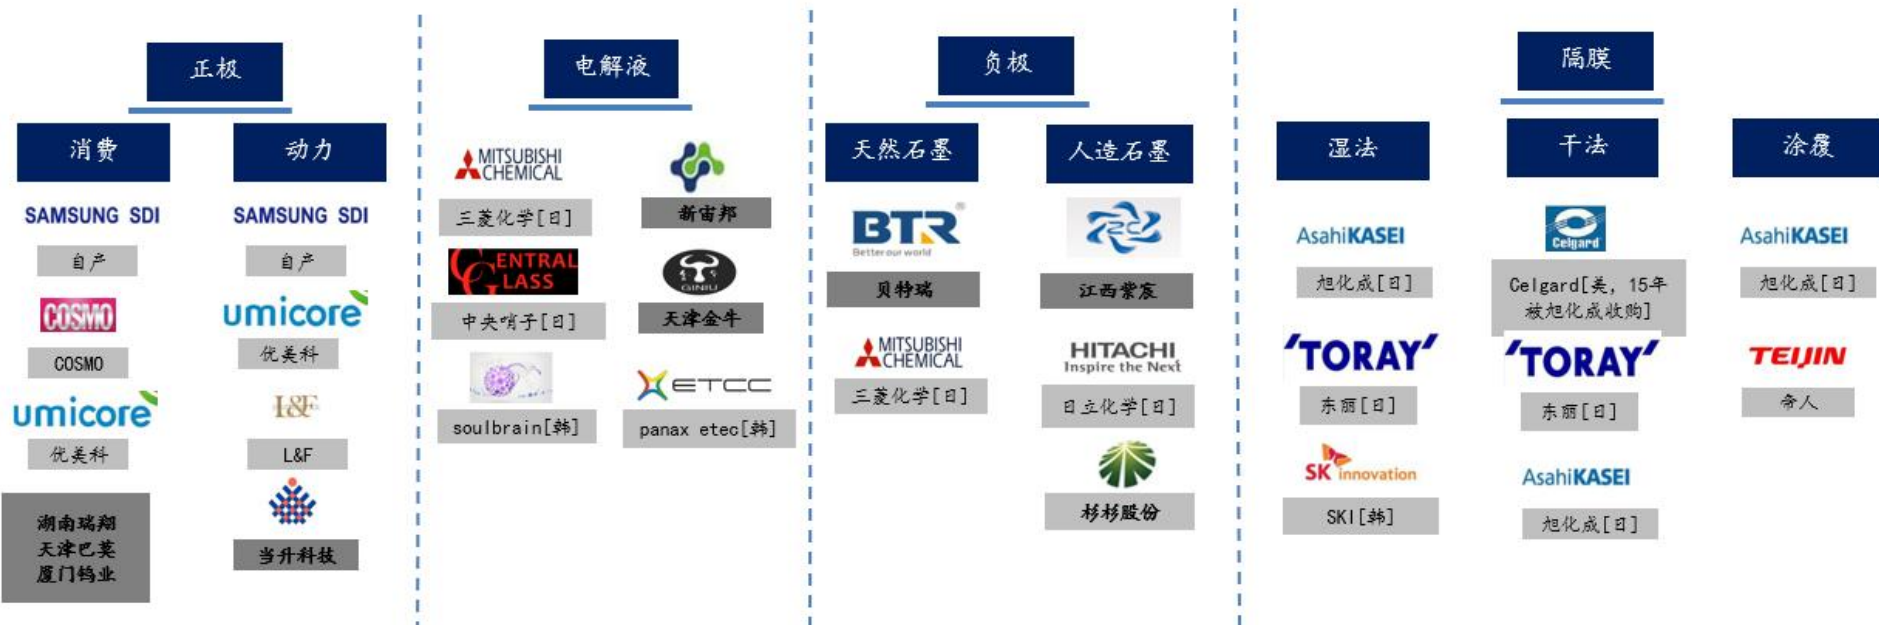 正极
消费
SAMSUNG SDI
自产
COSMO
COSMO
umicore
优美科
湖南瑞翔
天津巴莫
厦门钨业
动力
SAMSUNG SDI
自产
umicore
优美科
L&F
L&F
当升科技
电解液
MITSUBISHI
CHEMICAL
三菱化学[日]
CENTRAL
GLASS
中央哨子[日]
soulbrain[韩]
新宙邦
GINIU
天津金牛
ETCC
panax etec[韩]
负极
天然石墨
BTR®
Better our world
贝特瑞
MITSUBISHI
CHEMICAL
三菱化学[日]
人造石墨
江西紫宸
HITACHI
Inspire the Next
日立化学[日]
杉杉股份
隔膜
湿法
AsahiKASEI
旭化成[日]
'TORAY'
东丽[日]
SK innovation
SKI[韩]
干法
Celgard
Celgard[美, 15年
被旭化成收购]
'TORAY'
东丽[日]
AsahiKASEI
旭化成[日]
涂覆
AsahiKASEI
旭化成[日]
TEIJIN
帝人